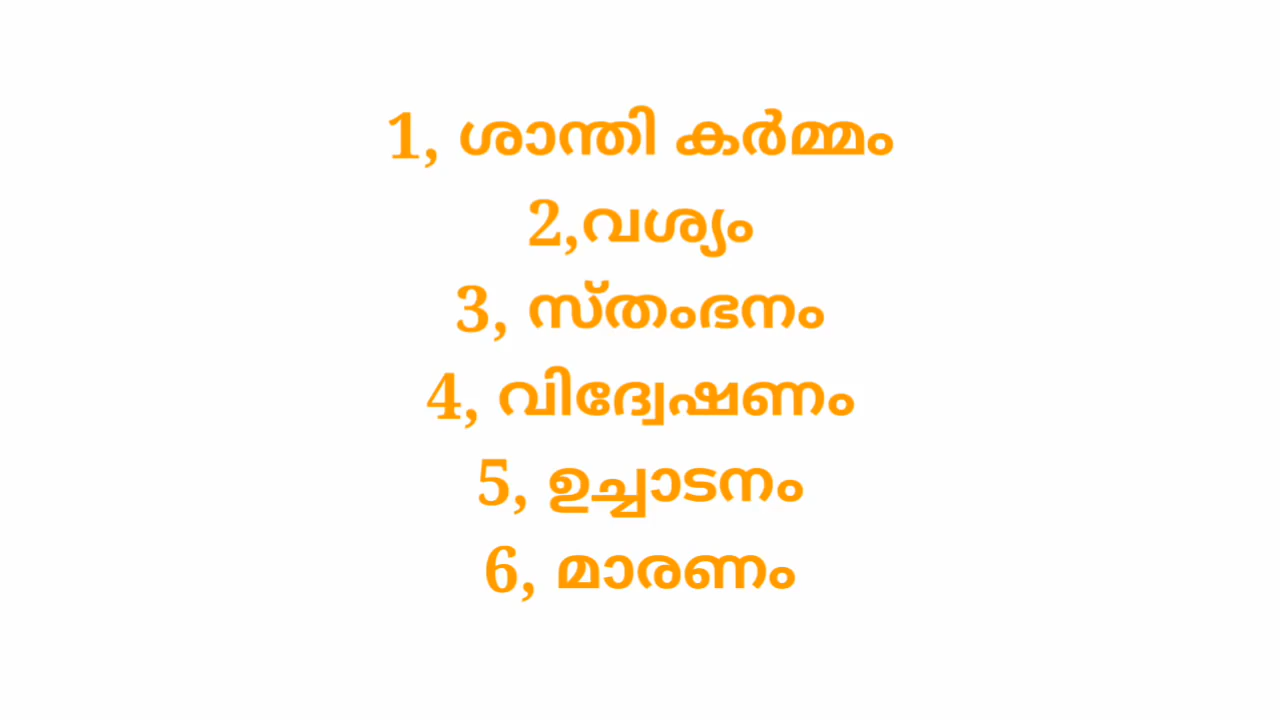 1, ശാന്തി കർമ്മം
2,വശ്യം
3, സ്തംഭനം
4, വിദ്വേഷണം
5, ഉച്ചാടനം
6, മാരണം